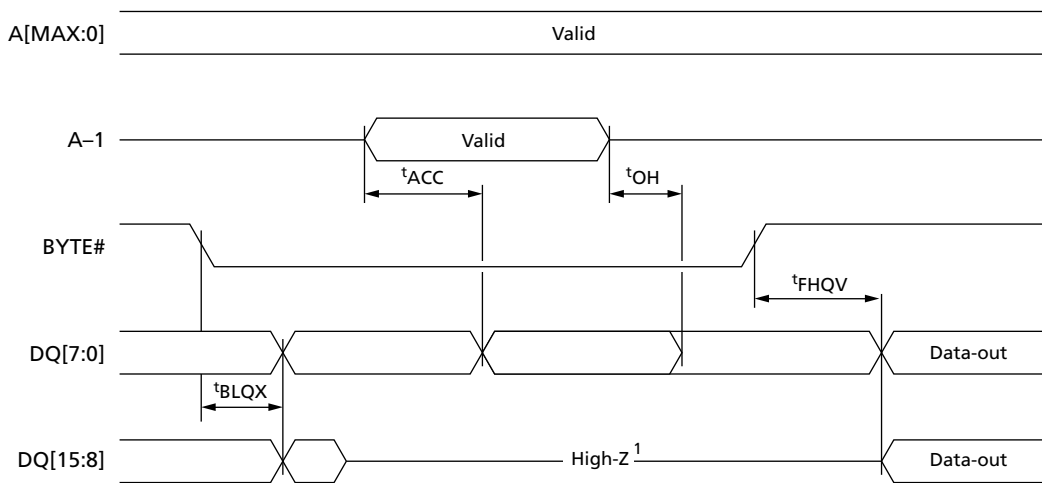 A[MAX:0] Valid
A–1 Valid
tACC tOH
BYTE#
tFHQV
DQ[7:0] Data-out
tBLQX
DQ[15:8] High-Z 1 Data-out